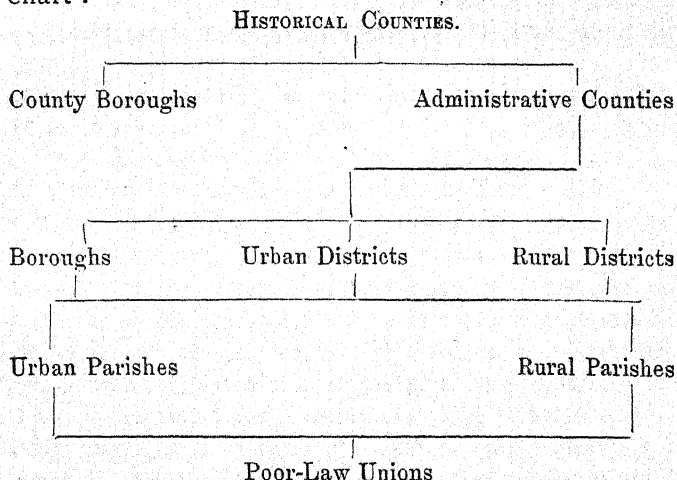 chart :
HISTORICAL COUNTIES.
County Boroughs Administrative Counties
Boroughs Urban Districts Rural Districts
Urban Parishes Rural Parishes
Poor-Law Unions